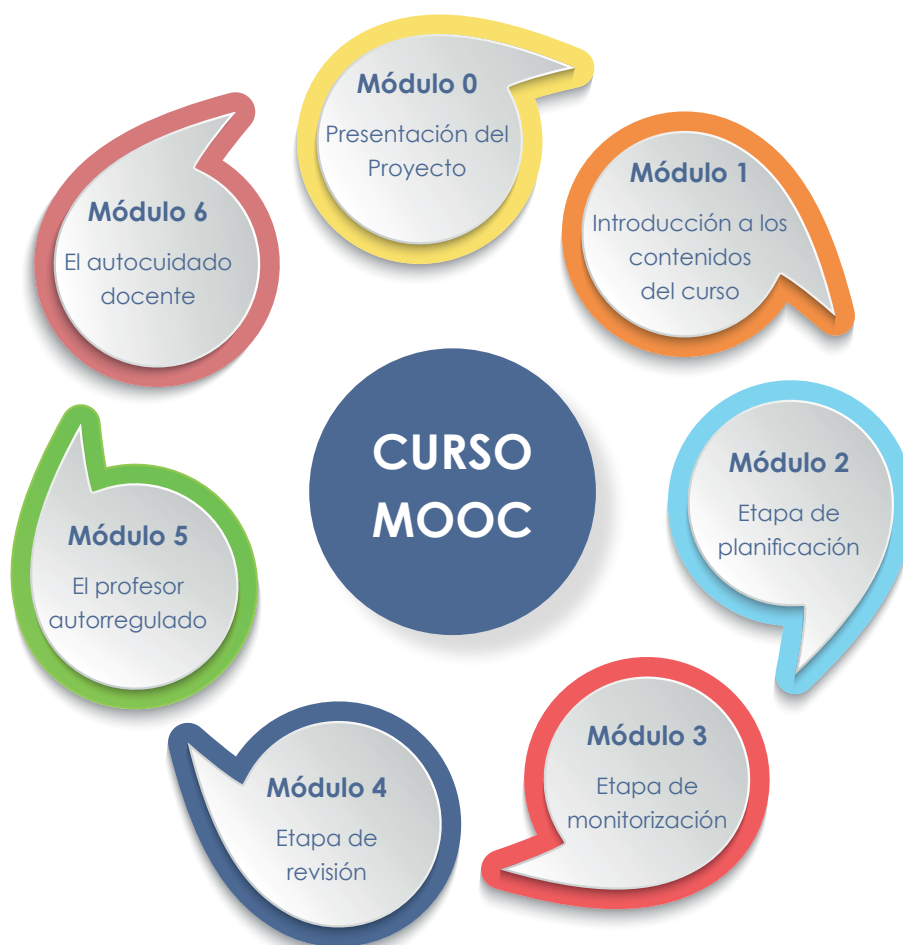 Módulo 0
Presentación del
Proyecto
Módulo 1
Introducción a los
contenidos
del curso
Módulo 2
Etapa de
planificación
Módulo 3
Etapa de
monitorización
Módulo 4
Etapa de
revisión
Módulo 5
El profesor
autorregulado
Módulo 6
El autocuidado
docente
CURSO
MOOC